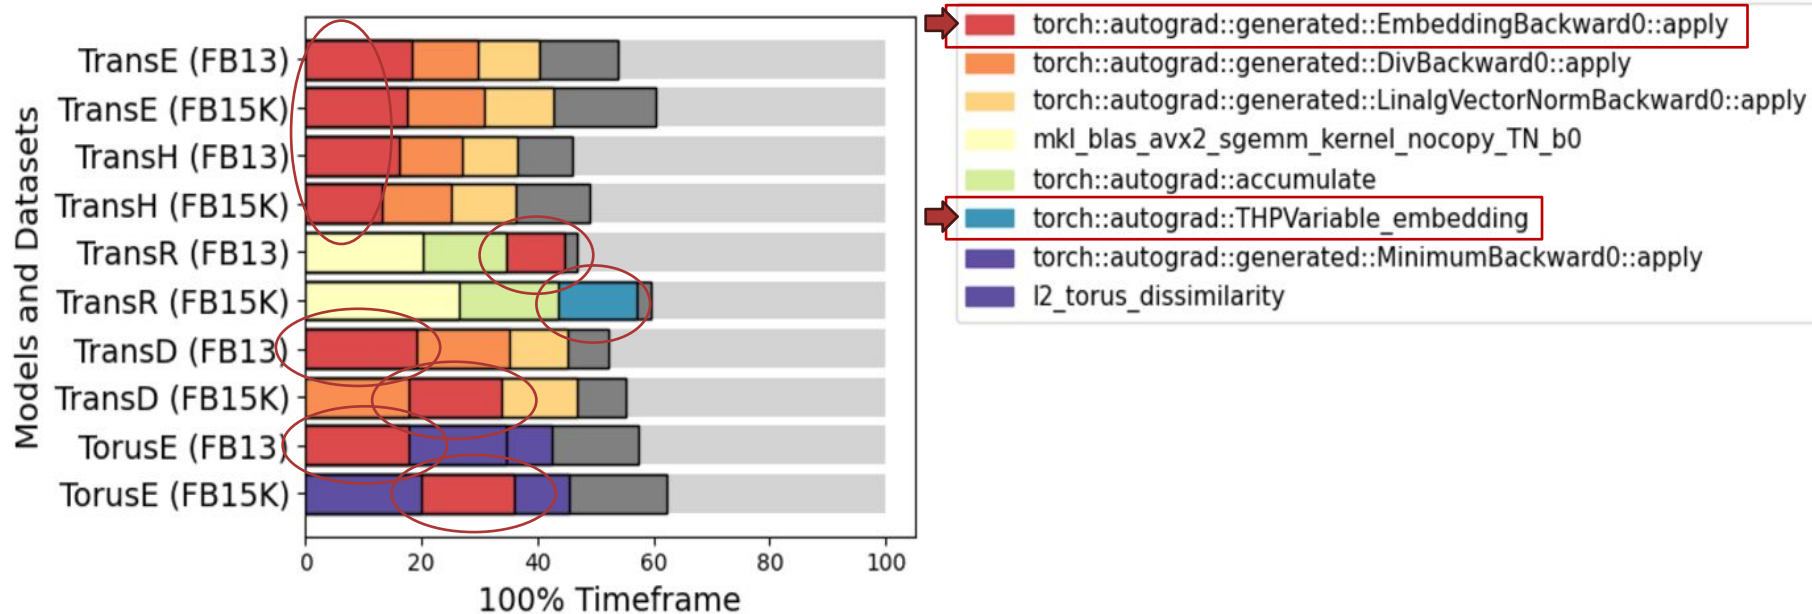 Models and Datasets
TransE (FB13)
TransE (FB15K)
TransH (FB13)
TransH (FB15K)
TransR (FB13)
TransR (FB15K)
TransD (FB13)
TransD (FB15K)
TorusE (FB13)
TorusE (FB15K)
0 20 40 60 80 100
100% Timeframe
torch::autograd::generated::EmbeddingBackward0::apply
torch::autograd::generated::DivBackward0::apply
torch::autograd::generated::LinalgVectorNormBackward0::apply
mkl_blas_avx2_sgemm_kernel_nocopy_TN_b0
torch::autograd::accumulate
torch::autograd::THPVariable_embedding
torch::autograd::generated::MinimumBackward0::apply
l2_torus_dissimilarity